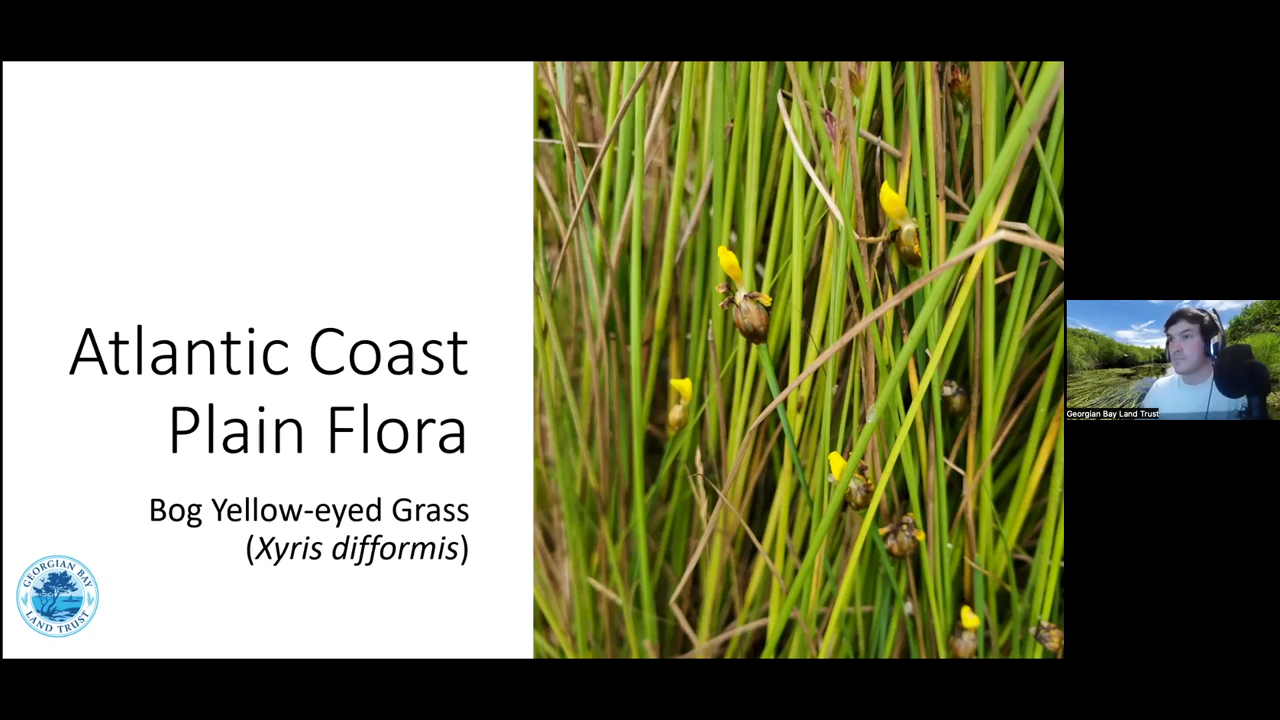 Atlantic Coast
Plain Flora
Bog Yellow-eyed Grass
(Xyris difformis)
GEORGIAN BAY
LAND TRUST
Georgian Bay Land Trust